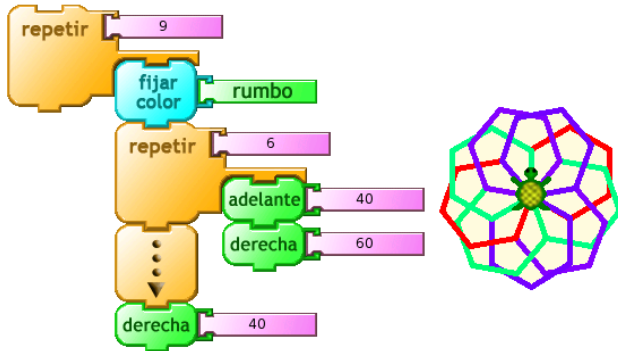 repetir 9
fijar
color rumbo
repetir 6
adelante 40
derecha 60
derecha 40